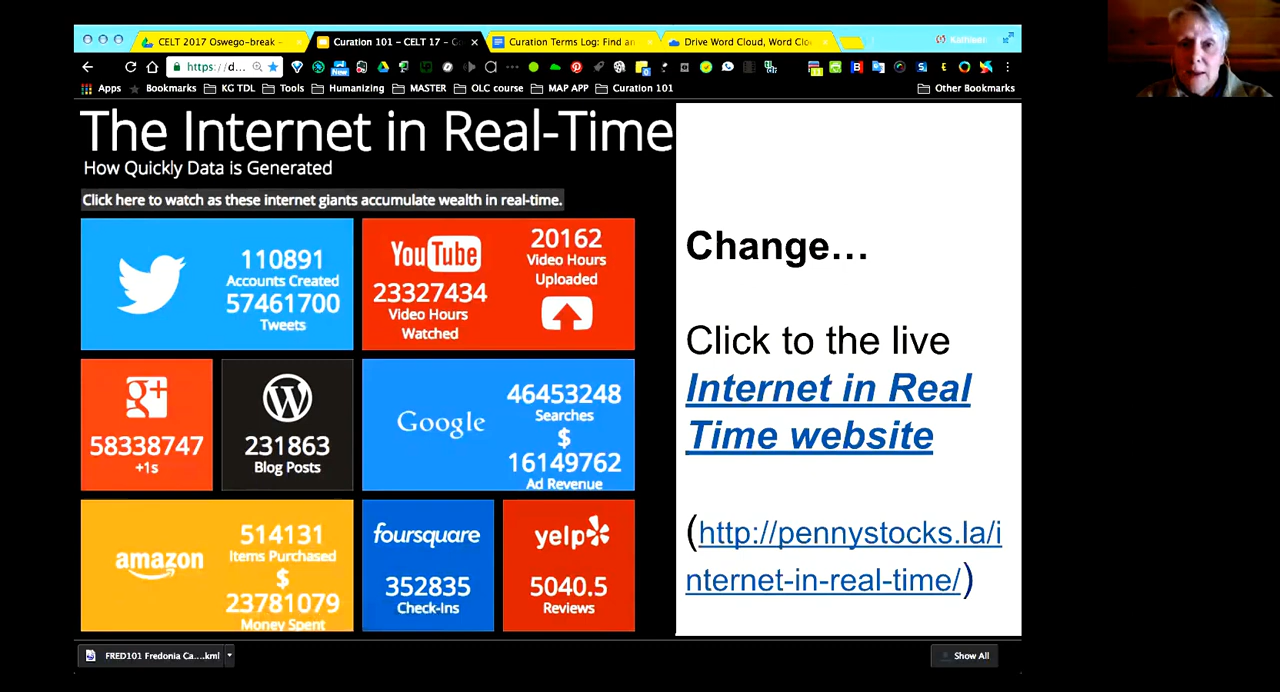 CELT 2017 Oswego-break –
Curation 101 – CELT 17 – G
Curation Terms Log: Find an
Drive Word Cloud, Word Clo
Kathleen
https://d...
New
Apps
Bookmarks
KG TDL
Tools
Humanizing
MASTER
OLC course
MAP APP
Curation 101
Other Bookmarks
The Internet in Real-Time
How Quickly Data is Generated
Click here to watch as these internet giants accumulate wealth in real-time.
110891
Accounts Created
57461700
Tweets
YouTube
23327434
Video Hours
Watched
20162
Video Hours
Uploaded
g+
58338747
+1s
231863
Blog Posts
Google
46453248
Searches
$
16149762
Ad Revenue
amazon
514131
Items Purchased
$
23781079
Money Spent
foursquare
352835
Check-Ins
yelp
5040.5
Reviews
Change...
Click to the live
Internet in Real
Time website
(http://pennystocks.la/i
nternet-in-real-time/)
FRED101 Fredonia Ca....kml
Show All